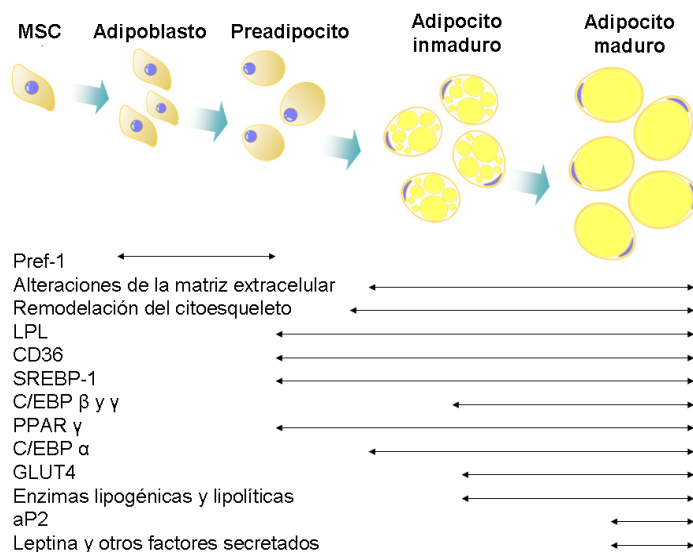 MSC
Adipoblasto
Preadipocito
Adipocito
inmaduro
Adipocito
maduro
Pref-1
Alteraciones de la matriz extracelular
Remodelación del citoesqueleto
LPL
CD36
SREBP-1
C/EBP β y γ
PPAR γ
C/EBP α
GLUT4
Enzimas lipogénicas y lipolíticas
aP2
Leptina y otros factores secretados